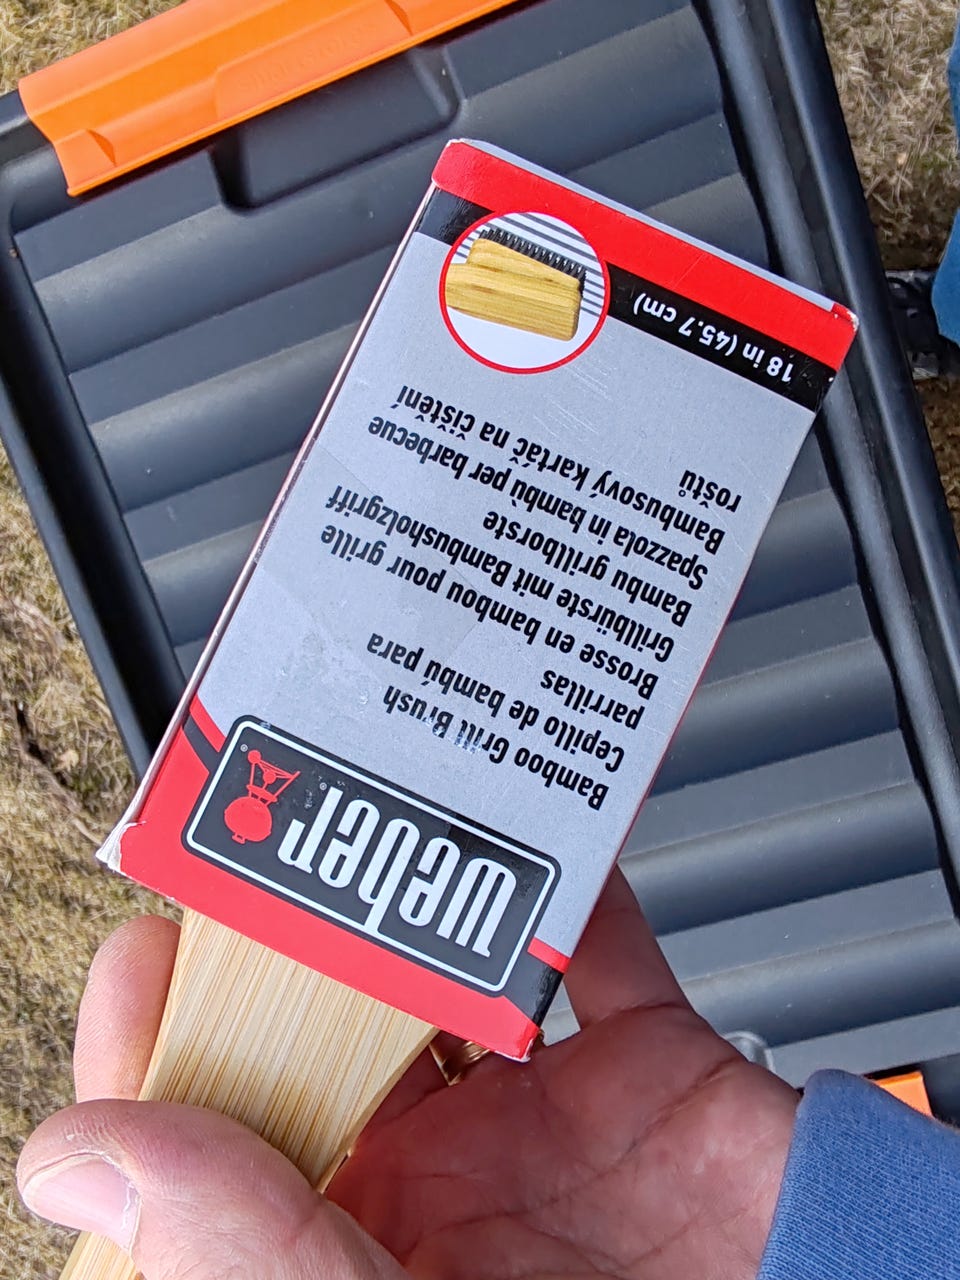 weber® ®
Bamboo Grill Brush
Cepillo de bambú para
parrillas
Brosse en bambou pour grille
Grillbürste mit Bambusholzgriff
Bambu grillborste
Spazzola in bambù per barbecue
Bambusový kartáč na čištění
roštů
18 in (45.7 cm)